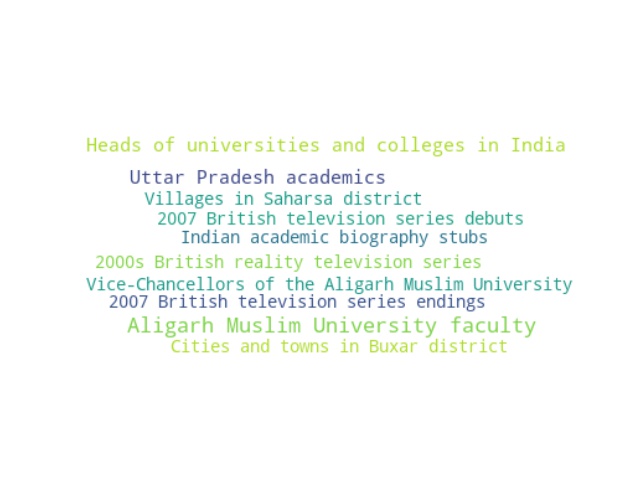 Heads of universities and colleges in India
Uttar Pradesh academics
Villages in Saharsa district
2007 British television series debuts
Indian academic biography stubs
2000s British reality television series
Vice-Chancellors of the Aligarh Muslim University
2007 British television series endings
Aligarh Muslim University faculty
Cities and towns in Buxar district